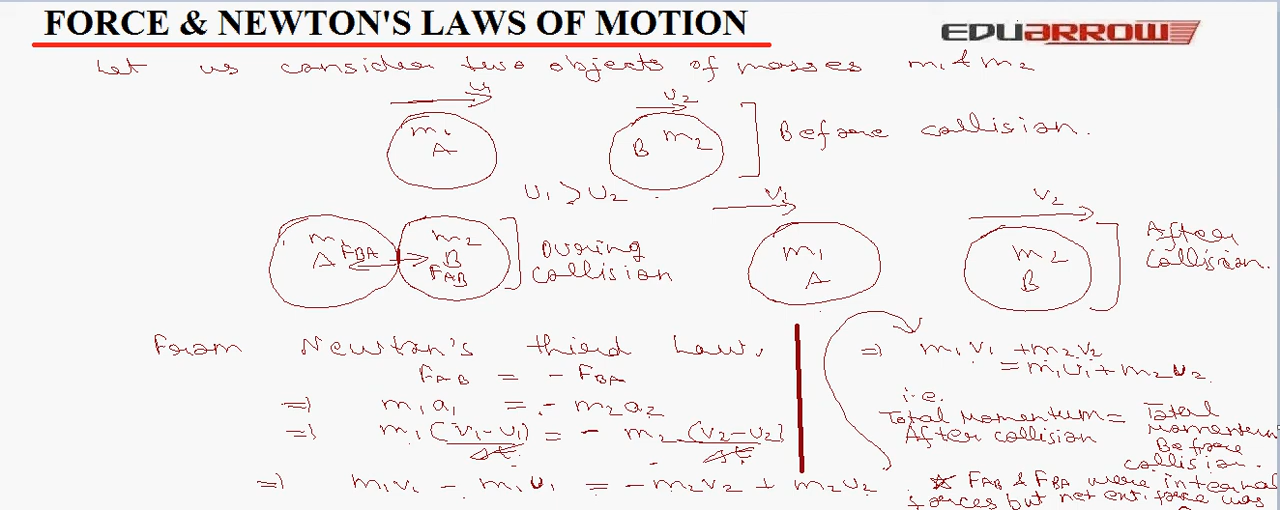 FORCE & NEWTON'S LAWS OF MOTION
EDUARROW
Let us consider two objects of masses m₁ & m₂
u₁
u₂
m₁
A
B m₂
Before collision.
u₁ > u₂
v₁
v₂
m₁
A
FBA
m₂
B
FAB
During
collision
m₁
A
m₂
B
After
collision.
From Newton's third Law,
FAB = - FBA
⇒ m₁a₁ = - m₂a₂
⇒ m₁(v₁-u₁)/Δt = - m₂(v₂-u₂)/Δt
⇒ m₁v₁ - m₁u₁ = -m₂v₂ + m₂u₂
⇒ m₁v₁ + m₂v₂
= m₁u₁ + m₂u₂.
i.e.
Total Momentum = Total
After collision Momentum
Before
collision.
* FAB & FBA were internal
forces but net ext. force was